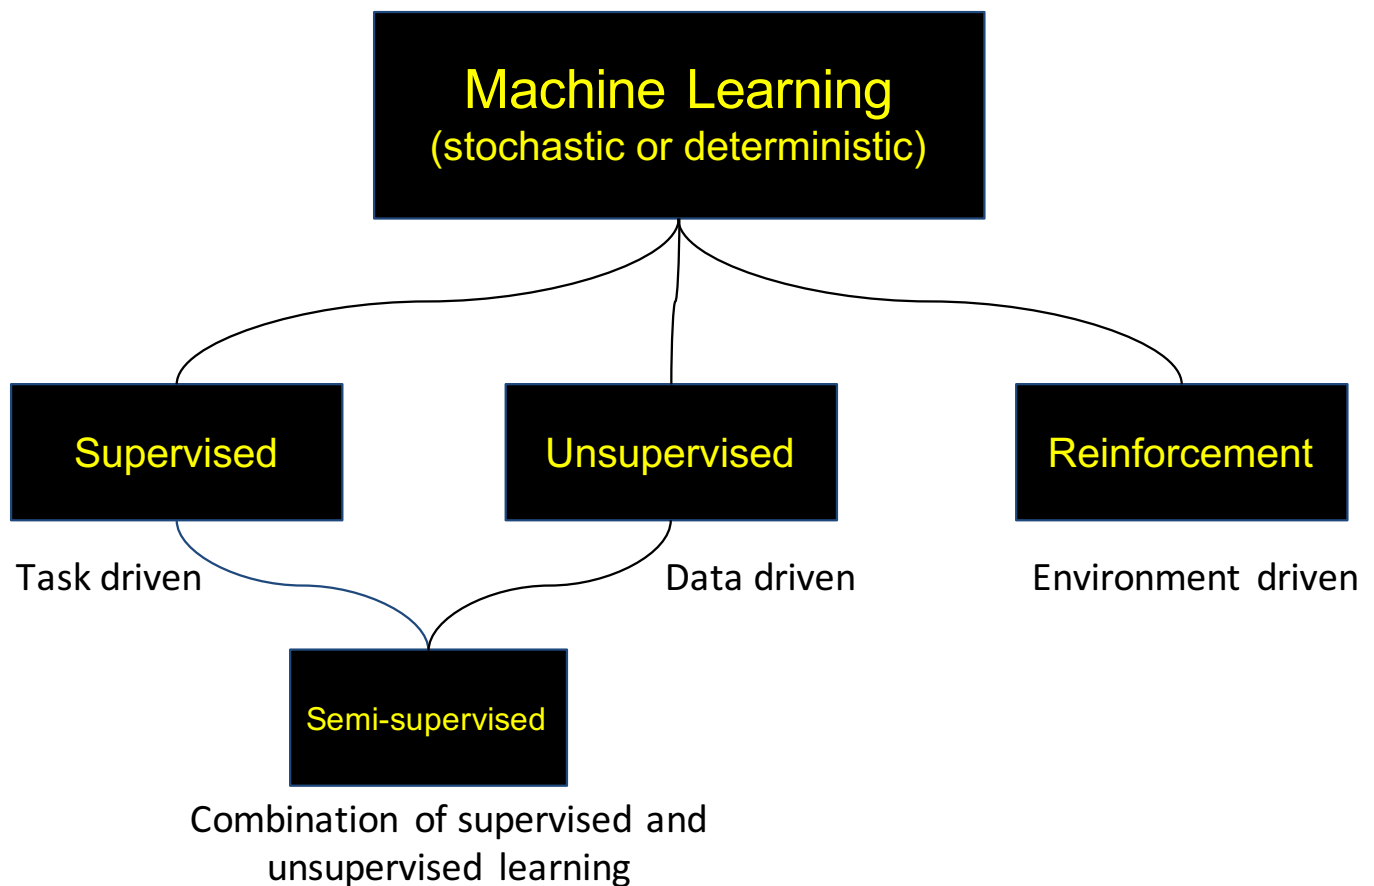 Machine Learning
(stochastic or deterministic)
Supervised
Unsupervised
Reinforcement
Task driven
Data driven
Environment driven
Semi-supervised
Combination of supervised and
unsupervised learning